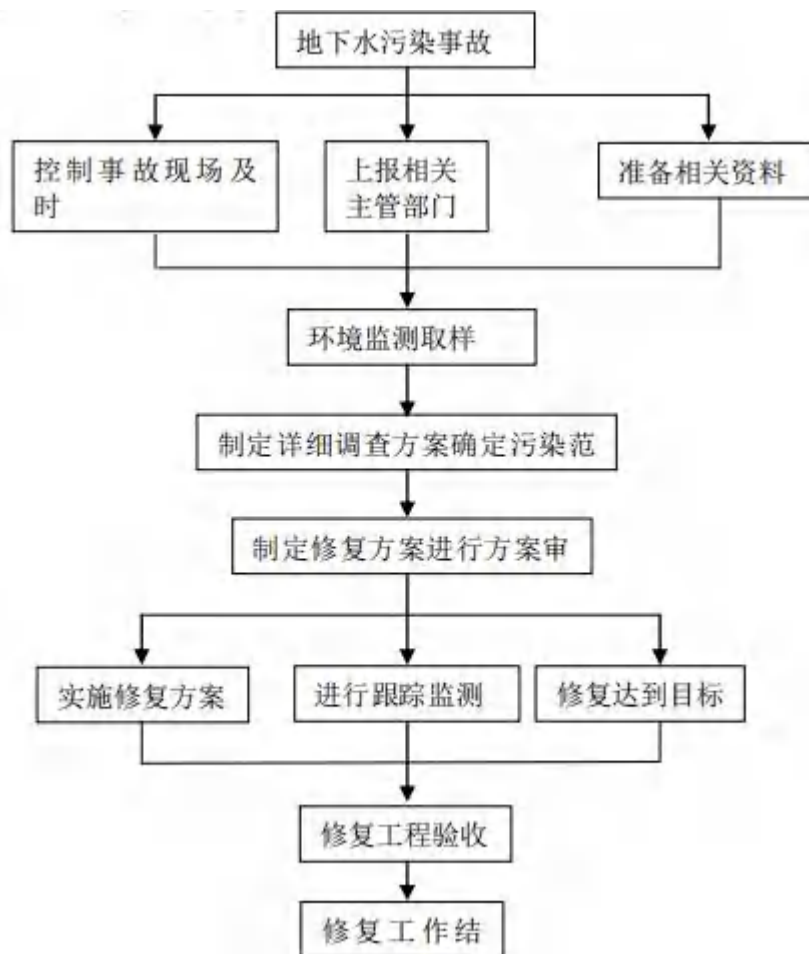 地下水污染事故
控制事故现场及
时
上报相关
主管部门
准备相关资料
环境监测取样
制定详细调查方案确定污染范
制定修复方案进行方案审
实施修复方案
进行跟踪监测
修复达到目标
修复工程验收
修复工作结